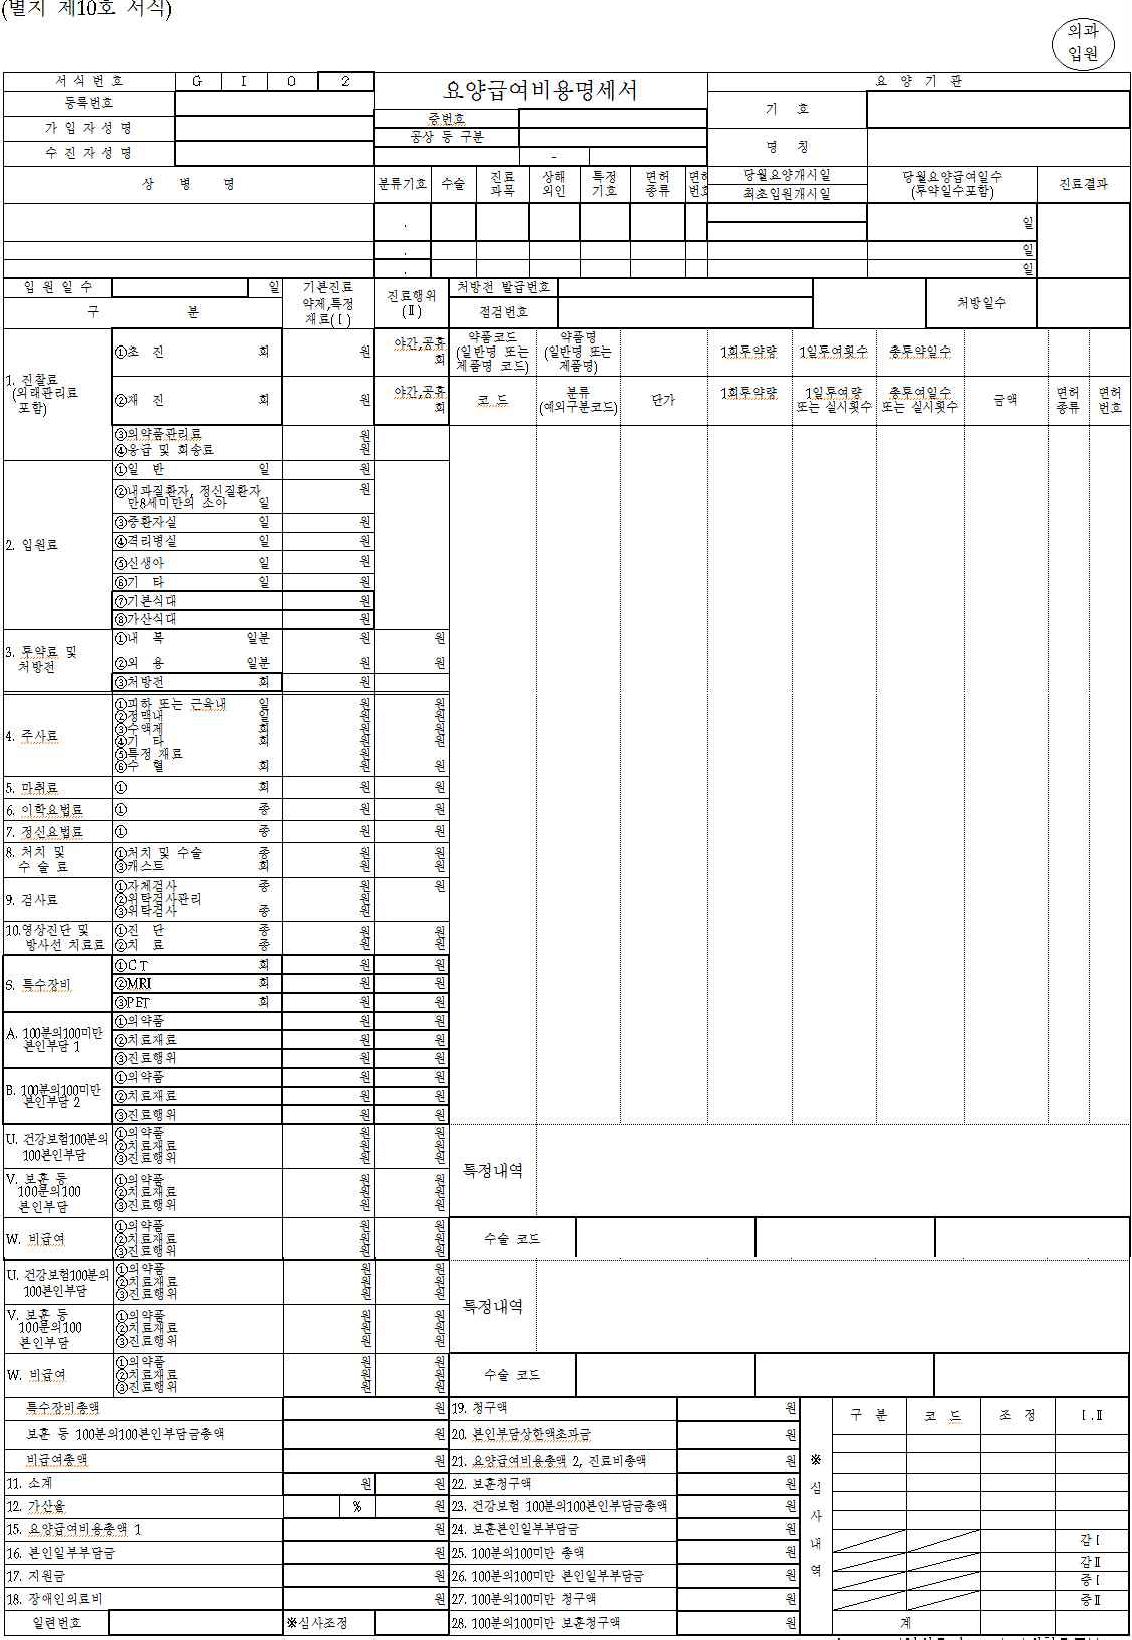 (별지 제10호 서식)
의과
입원
서 식 번 호 G I 0 2
요양급여비용명세서
요 양 기 관
등록번호
증번호
기 호
가 입 자 성 명
공상 등 구분
수 진 자 성 명
-
명 칭
상 병 명
분류기호 수술 진료과목 상해외인 특정기호 면허종류 면허번호
당월요양개시일
최초입원개시일
당월요양급여일수
(투약일수포함)
진료결과
. 일
. 일
. 일
입 원 일 수 일
구 분
기본진료
약제,특정
재료(Ⅰ)
진료행위
(Ⅱ)
처방전 발급번호
점검번호
처방일수
약품코드
(일반명 또는
제품명 코드)
약품명
(일반명 또는
제품명)
1회투약량 1일투여횟수 총투약일수
코 드
분류
(예외구분코드)
단가
1회투약량
1일투여량
또는 실시횟수
총투여일수
또는 실시횟수
금액
면허
종류
면허
번호
1. 진찰료
(외래관리료
포함)
①초 진 회 원 야간,공휴
회
②재 진 회 원 야간,공휴
회
③의약품관리료 원
④응급 및 회송료 원
2. 입원료
①일 반 일 원
②내과질환자, 정신질환자 원
만8세미만의 소아 일
③중환자실 일 원
④격리병실 일 원
⑤신생아 일 원
⑥기 타 일 원
⑦기본식대 원
⑧가산식대 원
3. 투약료 및
처방전
①내 복 일분 원 원
②외 용 일분 원 원
③처방전 회 원
4. 주사료
①피하 또는 근육내 일 원 원
②정맥내 일 원 원
③수액제 회 원 원
④기 타 회 원 원
⑤특정 재료 원
⑥수 혈 회 원 원
5. 마취료 ① 회 원 원
6. 이학요법료 ① 종 원 원
7. 정신요법료 ① 종 원 원
8. 처치 및
수 술 료
①처치 및 수술 종 원 원
③캐스트 회 원 원
9. 검사료
①자체검사 종 원 원
②위탁검사관리 원
③위탁검사 종 원
10.영상진단 및
방사선 치료료
①진 단 종 원 원
②치 료 종 원 원
S. 특수장비
①CT 회 원 원
②MRI 회 원 원
③PET 회 원 원
A. 100분의100미만
본인부담 1
①의약품 원 원
②치료재료 원 원
③진료행위 원 원
B. 100분의100미만
본인부담 2
①의약품 원 원
②치료재료 원 원
③진료행위 원 원
U. 건강보험100분의
100본인부담
①의약품 원 원
②치료재료 원 원
③진료행위 원 원
특정내역
V. 보훈 등
100분의100
본인부담
①의약품 원 원
②치료재료 원 원
③진료행위 원 원
W. 비급여
①의약품 원 원
②치료재료 원 원
③진료행위 원 원
수술 코드
U. 건강보험100분의
100본인부담
①의약품 원 원
②치료재료 원 원
③진료행위 원 원
특정내역
V. 보훈 등
100분의100
본인부담
①의약품 원 원
②치료재료 원 원
③진료행위 원 원
W. 비급여
①의약품 원 원
②치료재료 원 원
③진료행위 원 원
수술 코드
특수장비총액 원 19. 청구액 원
보훈 등 100분의100본인부담금총액 원 20. 본인부담상한액초과금 원
비급여총액 원 21. 요양급여비용총액 2, 진료비총액 원
11. 소계 원 원 22. 보훈청구액 원
12. 가산율 % 원 23. 건강보험 100분의100본인부담금총액 원
15. 요양급여비용총액 1 원 24. 보훈본인일부부담금 원
16. 본인일부부담금 원 25. 100분의100미만 총액 원
17. 지원금 원 26. 100분의100미만 본인일부부담금 원
18. 장애인의료비 원 27. 100분의100미만 청구액 원
일련번호 ※심사조정 28. 100분의100미만 보훈청구액 원
※
심
사
내
역
구 분 코 드 조 정 Ⅰ.Ⅱ
감Ⅰ
감Ⅱ
증Ⅰ
증Ⅱ
계